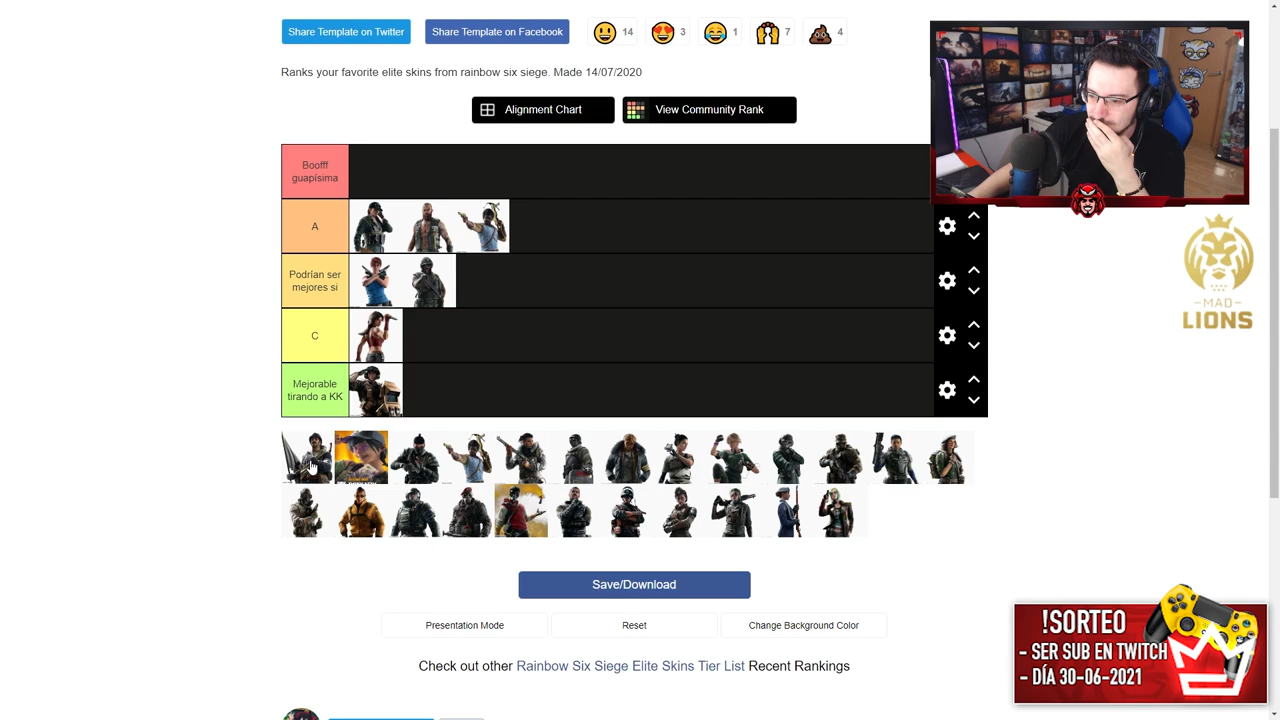 Share Template on Twitter
Share Template on Facebook
14
3
1
7
4
Ranks your favorite elite skins from rainbow six siege. Made 14/07/2020
Alignment Chart
View Community Rank
Boofff
guapísima
A
Podrían ser
mejores si
C
Mejorable
tirando a KK
MAD
LIONS
Save/Download
Presentation Mode
Reset
Change Background Color
Check out other Rainbow Six Siege Elite Skins Tier List Recent Rankings
!SORTEO
- SER SUB EN TWITCH
- DÍA 30-06-2021